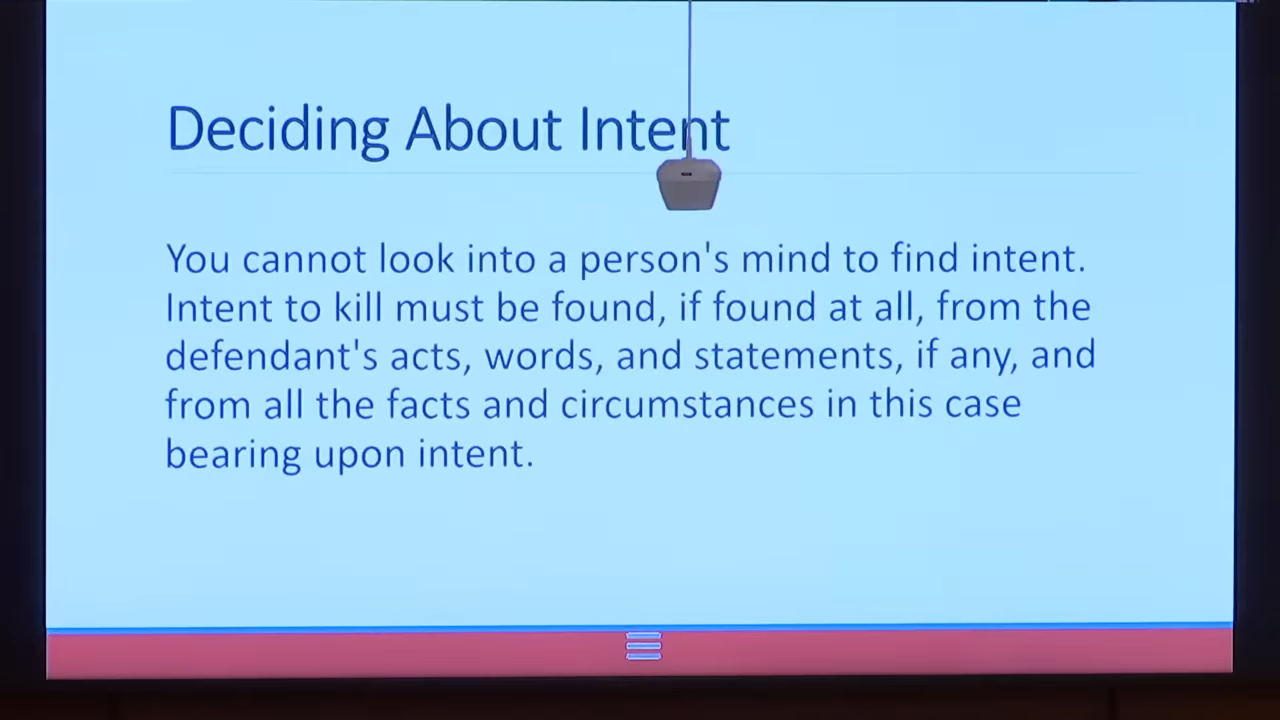 Deciding About Intent
You cannot look into a person's mind to find intent.
Intent to kill must be found, if found at all, from the
defendant's acts, words, and statements, if any, and
from all the facts and circumstances in this case
bearing upon intent.